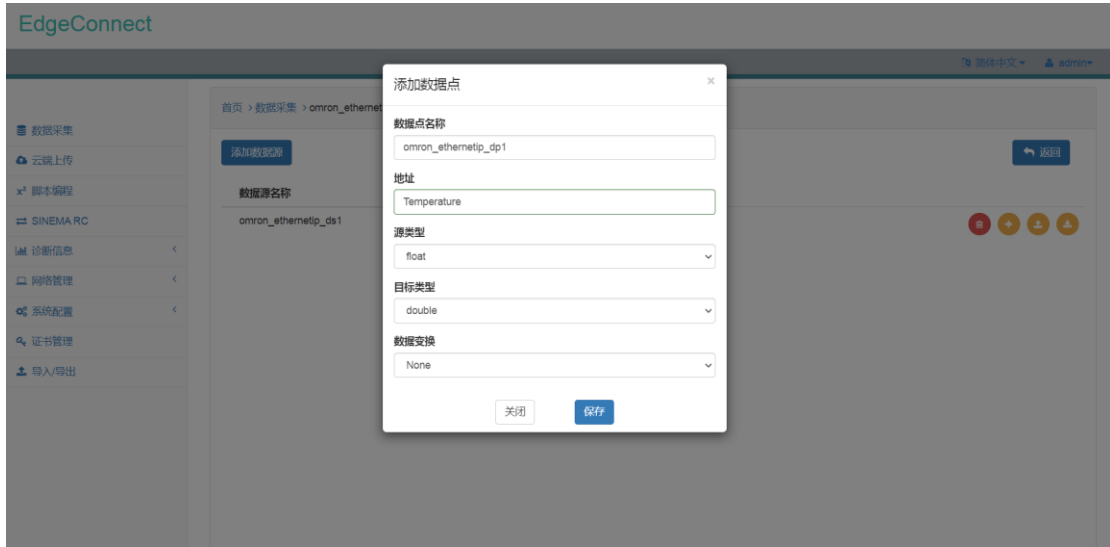 EdgeConnect
简体中文
admin
首页 > 数据采集 > omron_ethernet
数据采集
云端上传
x² 脚本编程
SINEMA RC
诊断信息
网络管理
系统配置
证书管理
导入/导出
添加数据源
返回
数据源名称
omron_ethernetip_ds1
添加数据点
×
数据点名称
omron_ethernetip_dp1
地址
Temperature
源类型
float
目标类型
double
数据变换
None
关闭
保存